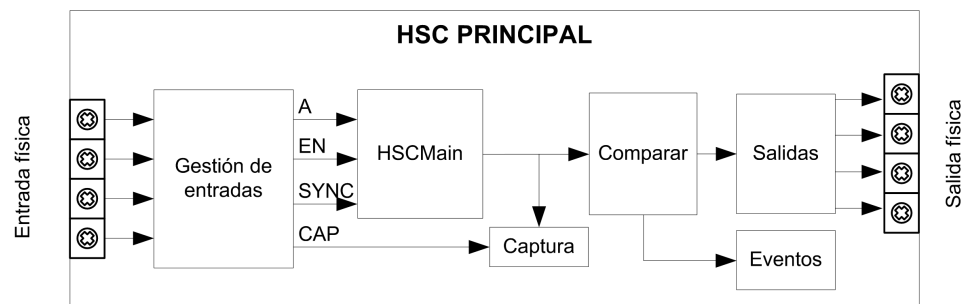 HSC PRINCIPAL
Entrada física
Gestión de
entradas
A
EN
SYNC
CAP
HSCMain
Captura
Comparar
Salidas
Eventos
Salida física